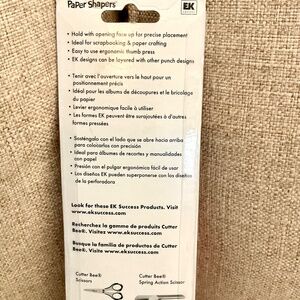 Paper Shapers®
EK
• Hold with opening face up for precise placement
• Ideal for scrapbooking & paper crafting
• Easy to use ergonomic thumb press
• EK designs can be layered with other punch designs
• Tenir avec l'ouverture vers le haut pour un
positionnement précis
• Idéal pour les albums de découpures et le bricolage
du papier
• Levier ergonomique facile à utiliser
• Les formes EK peuvent être surajoutées à d'autres
formes pressées
• Sosténgalo con el lado que se abre hacia arriba
para colocarlos con precisión
• Ideal para álbumes de recortes y manualidades
con papel
• Presión con el pulgar ergonómica fácil de usar
• Los diseños EK pueden superponerse con los diseños
de la perforadora
Look for these EK Success Products. Visit
www.eksuccess.com
Recherchez la gamme de produits Cutter
Bee®. Visitez www.eksuccess.com.
Busque la familia de productos de Cutter
Bee®. Visite www.eksuccess.com.
Cutter Bee®
Scissors
Cutter Bee®
Spring Action Scissor